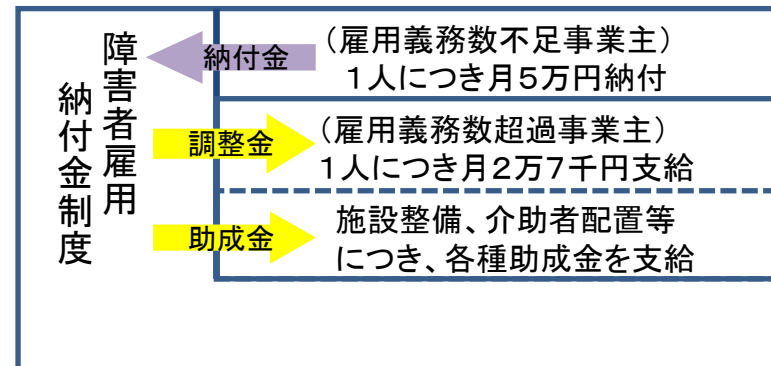 障害者雇用
納付金制度
納付金
（雇用義務数不足事業主）
１人につき月５万円納付
調整金
（雇用義務数超過事業主）
１人につき月２万７千円支給
助成金
施設整備、介助者配置等
につき、各種助成金を支給